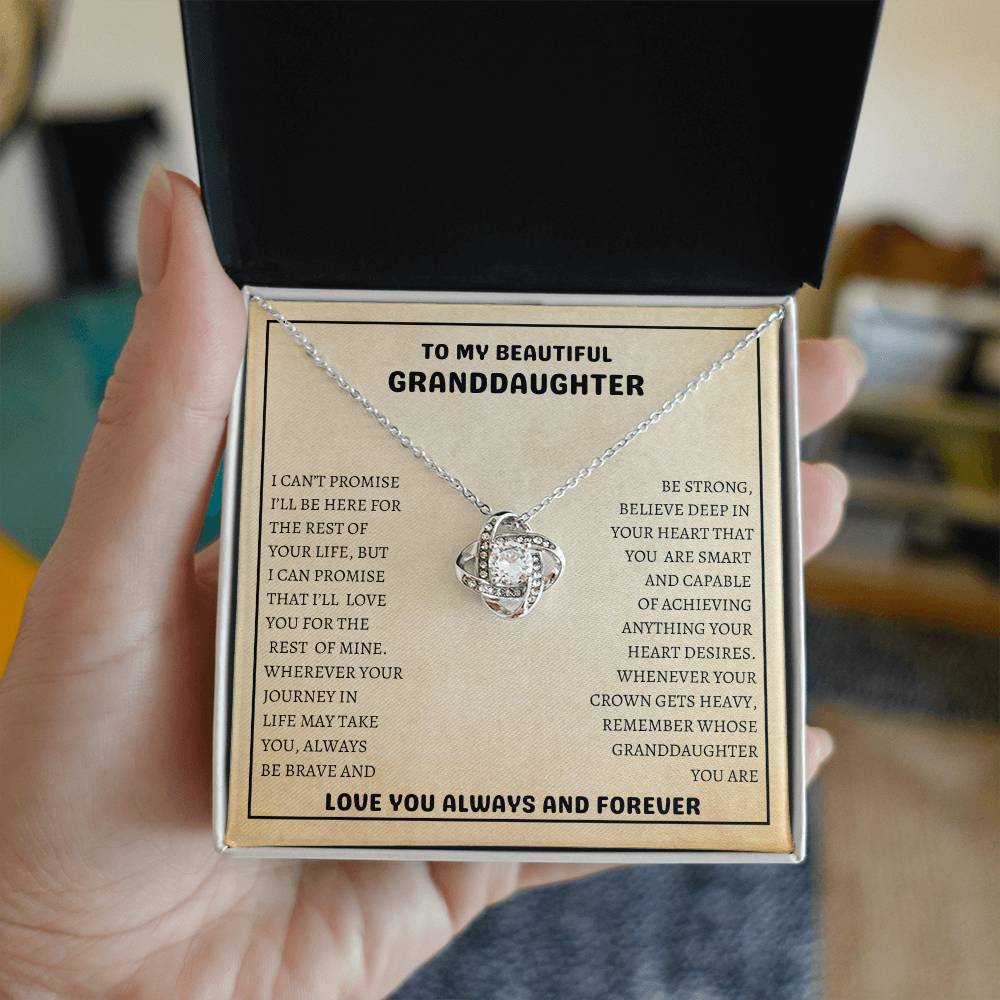 TO MY BEAUTIFUL
GRANDDAUGHTER
I CAN'T PROMISE
I'LL BE HERE FOR
THE REST OF
YOUR LIFE, BUT
I CAN PROMISE
THAT I'LL LOVE
YOU FOR THE
REST OF MINE.
WHEREVER YOUR
JOURNEY IN
LIFE MAY TAKE
YOU, ALWAYS
BE BRAVE AND
BE STRONG,
BELIEVE DEEP IN
YOUR HEART THAT
YOU ARE SMART
AND CAPABLE
OF ACHIEVING
ANYTHING YOUR
HEART DESIRES.
WHENEVER YOUR
CROWN GETS HEAVY,
REMEMBER WHOSE
GRANDDAUGHTER
YOU ARE
LOVE YOU ALWAYS AND FOREVER